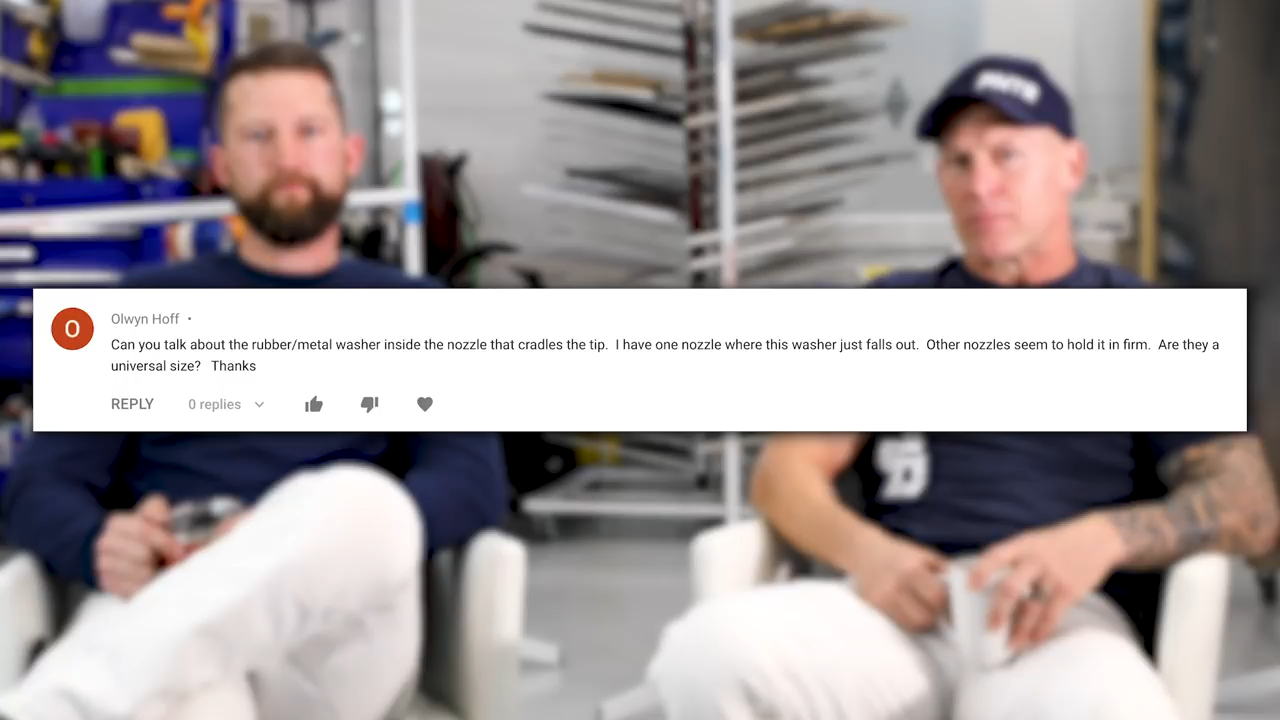 O
Olwyn Hoff •
Can you talk about the rubber/metal washer inside the nozzle that cradles the tip. I have one nozzle where this washer just falls out. Other nozzles seem to hold it in firm. Are they a
universal size? Thanks
REPLY 0 replies